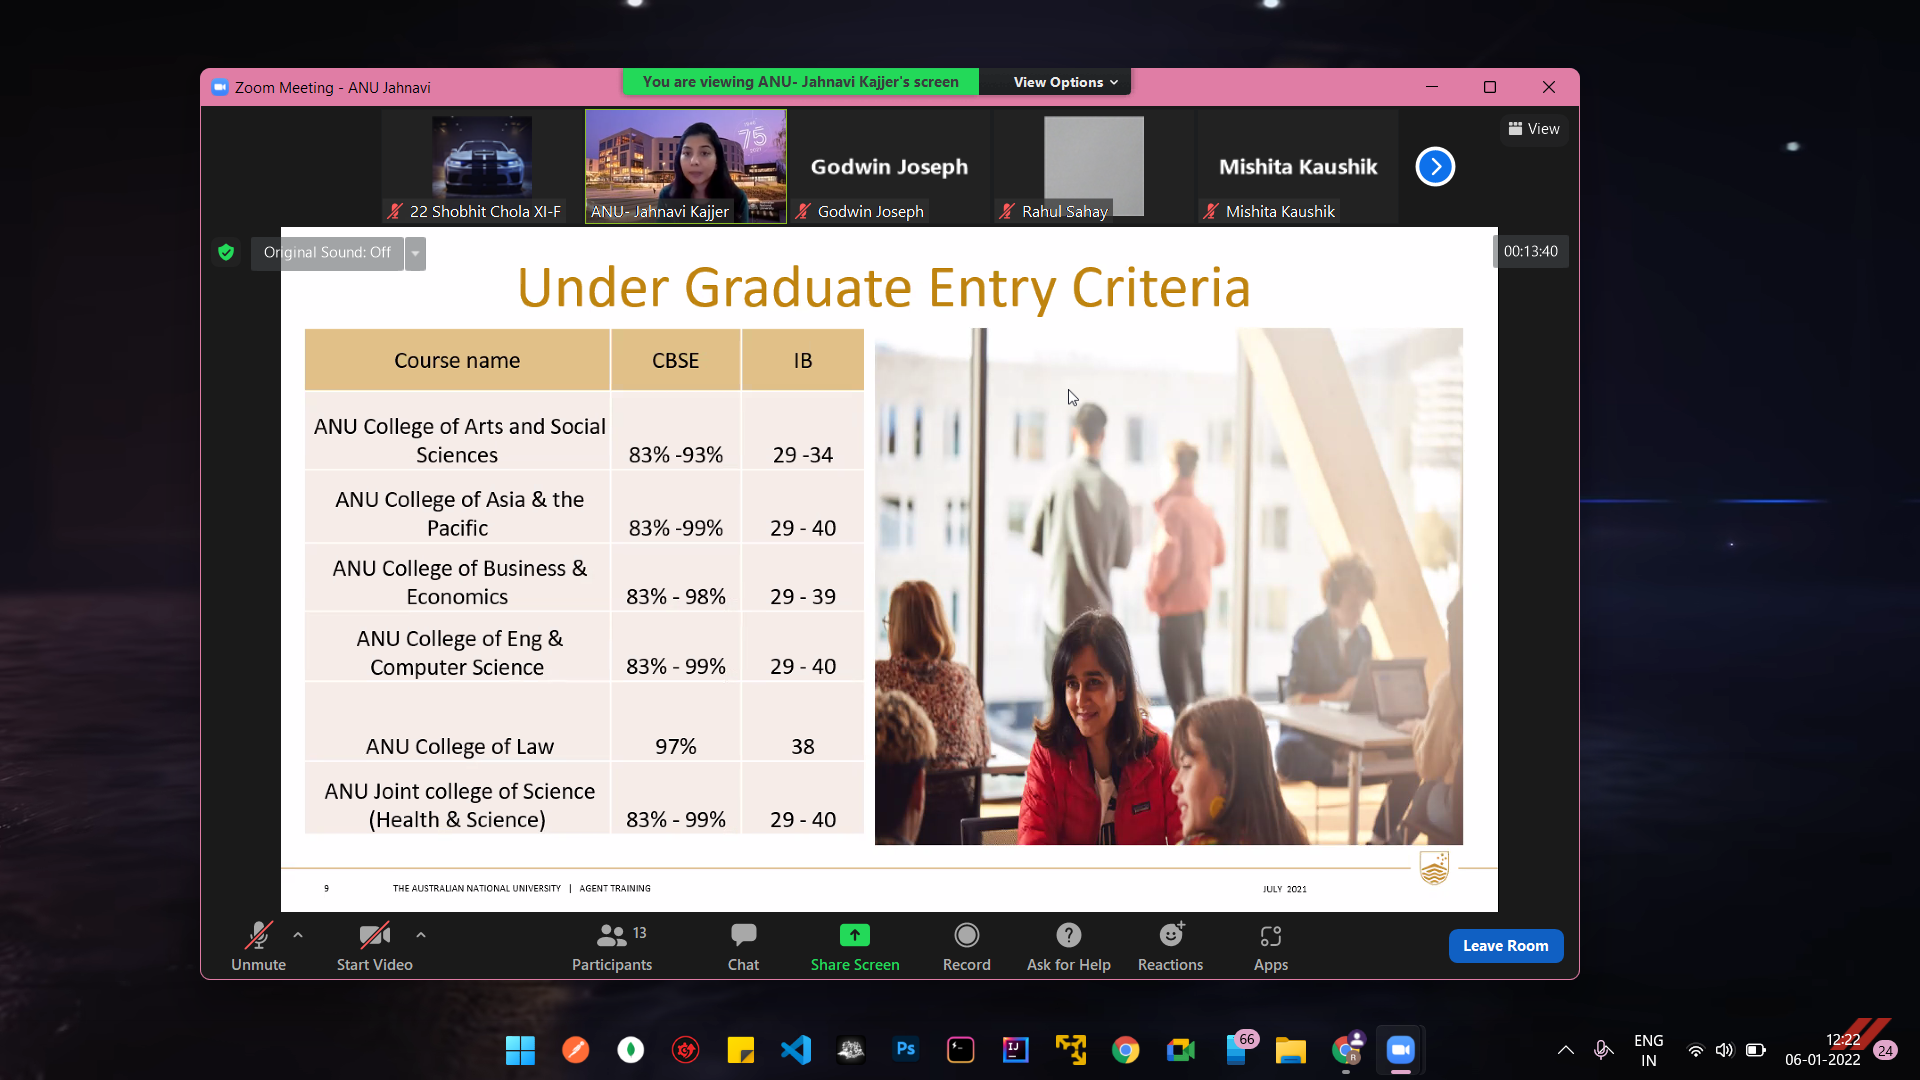 Zoom Meeting - ANU Jahnavi
You are viewing ANU- Jahnavi Kajjer's screen
View Options
75
2021
Godwin Joseph
Mishita Kaushik
View
22 Shobhit Chola XI-F
ANU- Jahnavi Kajjer
Godwin Joseph
Rahul Sahay
Mishita Kaushik
Original Sound: Off
00:13:40
Under Graduate Entry Criteria
Course name CBSE IB
ANU College of Arts and Social
Sciences 83% -93% 29 -34
ANU College of Asia & the
Pacific 83% -99% 29 - 40
ANU College of Business &
Economics 83% - 98% 29 - 39
ANU College of Eng &
Computer Science 83% - 99% 29 - 40
ANU College of Law 97% 38
ANU Joint college of Science
(Health & Science) 83% - 99% 29 - 40
9 THE AUSTRALIAN NATIONAL UNIVERSITY | AGENT TRAINING JULY 2021
13
Unmute Start Video Participants Chat Share Screen Record Ask for Help Reactions Apps
Leave Room
Ps
IJ
66
R
ENG
IN
12:22
06-01-2022
24